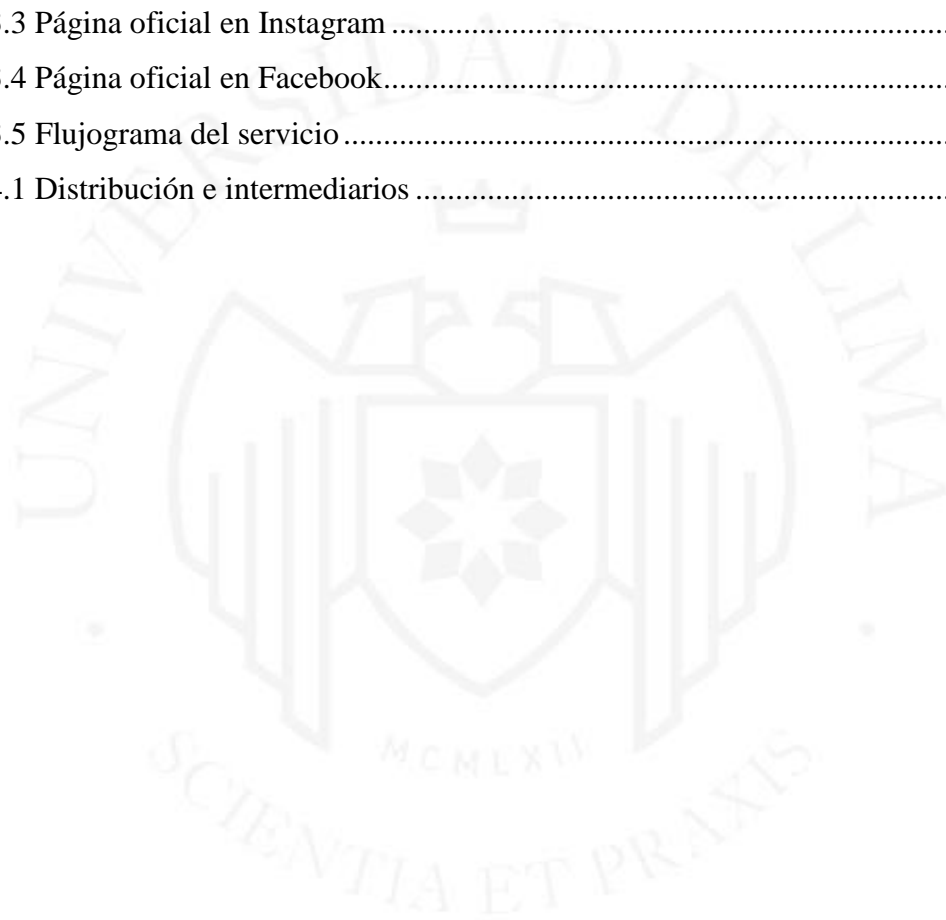 .3 Página oficial en Instagram ......................................................................
.4 Página oficial en Facebook......................................................................
.5 Flujograma del servicio ............................................................................
.1 Distribución e intermediarios ...................................................................
UNIVERSIDAD DE LIMA
MCMLXII
SCIENTIA ET PRAXIS